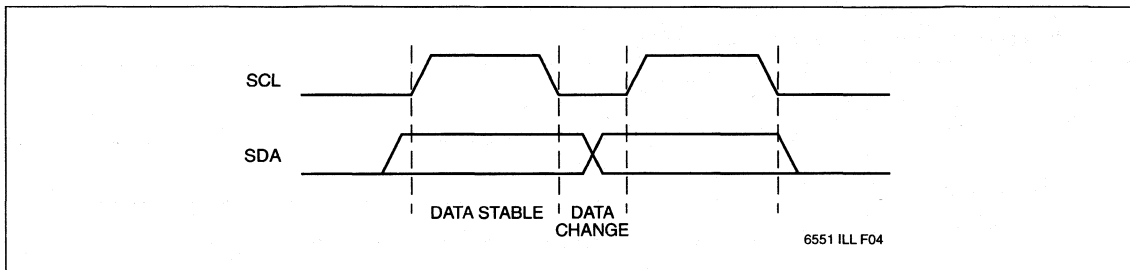 SCL
SDA
DATA STABLE
DATA
CHANGE
6551 ILL F04